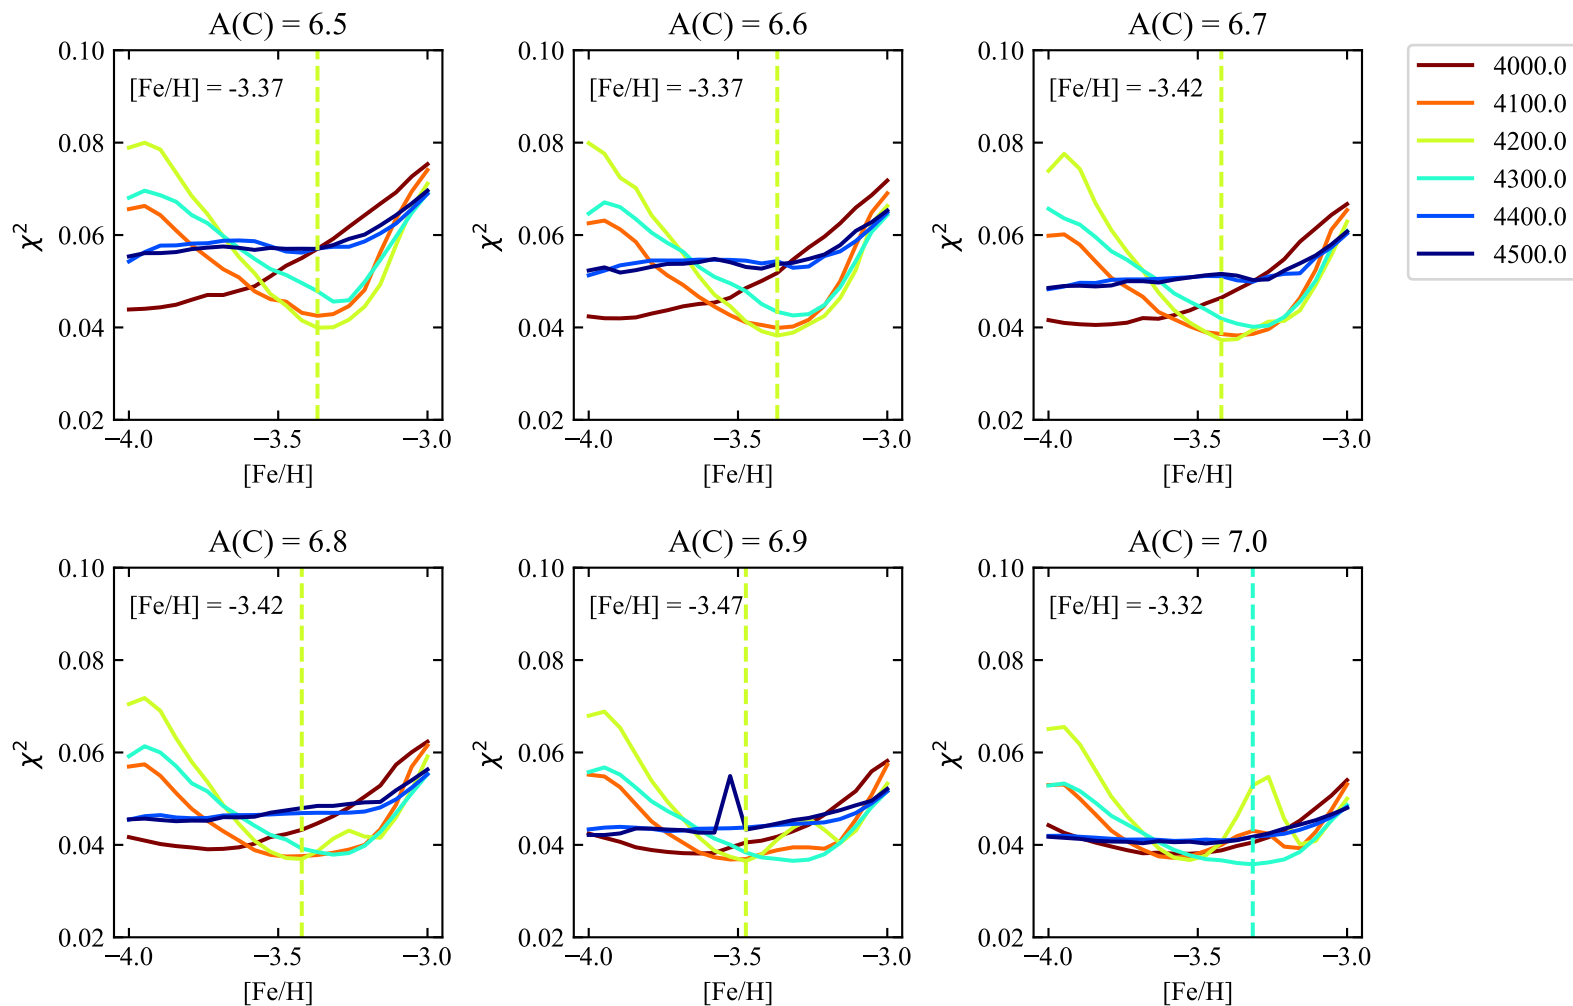 A(C) = 6.5
A(C) = 6.6
A(C) = 6.7
[Fe/H] = -3.37
[Fe/H] = -3.37
[Fe/H] = -3.42
0.10
0.08
0.06
0.04
0.02
χ²
−4.0
−3.5
−3.0
[Fe/H]
0.10
0.08
0.06
0.04
0.02
χ²
−4.0
−3.5
−3.0
[Fe/H]
0.10
0.08
0.06
0.04
0.02
χ²
−4.0
−3.5
−3.0
[Fe/H]
4000.0
4100.0
4200.0
4300.0
4400.0
4500.0
A(C) = 6.8
A(C) = 6.9
A(C) = 7.0
[Fe/H] = -3.42
[Fe/H] = -3.47
[Fe/H] = -3.32
0.10
0.08
0.06
0.04
0.02
χ²
−4.0
−3.5
−3.0
[Fe/H]
0.10
0.08
0.06
0.04
0.02
χ²
−4.0
−3.5
−3.0
[Fe/H]
0.10
0.08
0.06
0.04
0.02
χ²
−4.0
−3.5
−3.0
[Fe/H]